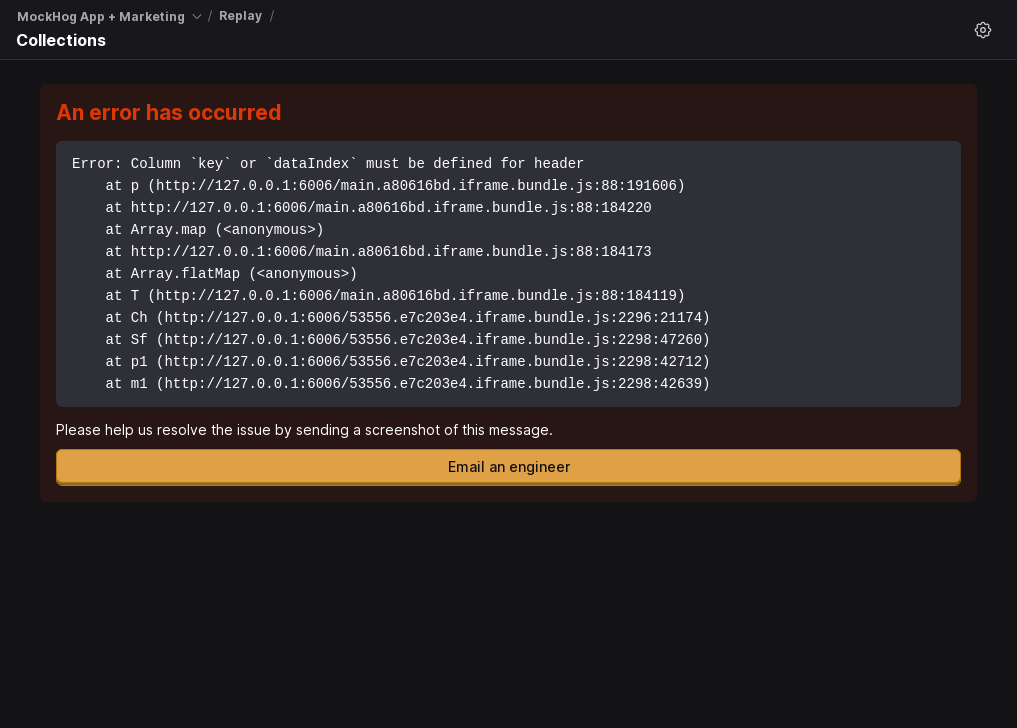 MockHog App + Marketing / Replay /
Collections
An error has occurred
Error: Column `key` or `dataIndex` must be defined for header
    at p (http://127.0.0.1:6006/main.a80616bd.iframe.bundle.js:88:191606)
    at http://127.0.0.1:6006/main.a80616bd.iframe.bundle.js:88:184220
    at Array.map (<anonymous>)
    at http://127.0.0.1:6006/main.a80616bd.iframe.bundle.js:88:184173
    at Array.flatMap (<anonymous>)
    at T (http://127.0.0.1:6006/main.a80616bd.iframe.bundle.js:88:184119)
    at Ch (http://127.0.0.1:6006/53556.e7c203e4.iframe.bundle.js:2296:21174)
    at Sf (http://127.0.0.1:6006/53556.e7c203e4.iframe.bundle.js:2298:47260)
    at p1 (http://127.0.0.1:6006/53556.e7c203e4.iframe.bundle.js:2298:42712)
    at m1 (http://127.0.0.1:6006/53556.e7c203e4.iframe.bundle.js:2298:42639)
Please help us resolve the issue by sending a screenshot of this message.
Email an engineer